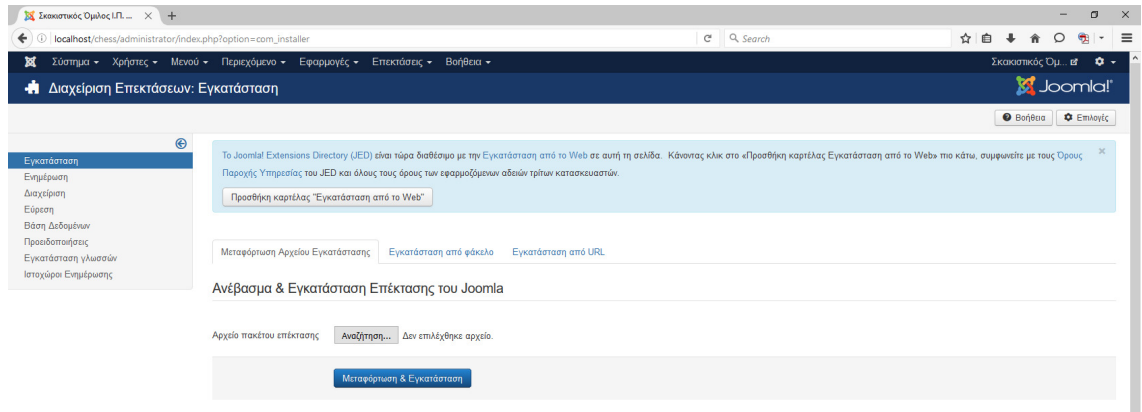 Σκακιστικός Όμιλος Ι.Π. ...
localhost/chess/administrator/index.php?option=com_installer
Search
Σύστημα Χρήστες Μενού Περιεχόμενο Εφαρμογές Επεκτάσεις Βοήθεια Σκακιστικός Όμ...
Διαχείριση Επεκτάσεων: Εγκατάσταση
Joomla!
Βοήθεια Επιλογές
Εγκατάσταση
Ενημέρωση
Διαχείριση
Εύρεση
Βάση Δεδομένων
Προειδοποιήσεις
Εγκατάσταση γλωσσών
Ιστοχώροι Ενημέρωσης
Το Joomla! Extensions Directory (JED) είναι τώρα διαθέσιμο με την Εγκατάσταση από το Web σε αυτή τη σελίδα. Κάνοντας κλικ στο «Προσθήκη καρτέλας Εγκατάσταση από το Web» πιο κάτω, συμφωνείτε με τους Όρους
Παροχής Υπηρεσίας του JED και όλους τους όρους των εφαρμοζόμενων αδειών τρίτων κατασκευαστών.
Προσθήκη καρτέλας "Εγκατάσταση από το Web"
Μεταφόρτωση Αρχείου Εγκατάστασης Εγκατάσταση από φάκελο Εγκατάσταση από URL
Ανέβασμα & Εγκατάσταση Επέκτασης του Joomla
Αρχείο πακέτου επέκτασης Αναζήτηση... Δεν επιλέχθηκε αρχείο.
Μεταφόρτωση & Εγκατάσταση